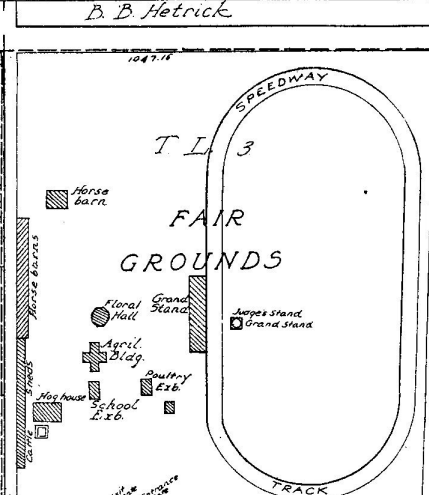 B. B. Hetrick
1047.16
SPEEDWAY
T. L. 3
Horse
barn
FAIR
GROUNDS
Horse barns
Floral
Hall
Grand
Stand
Judge's Stand
Grand stand
Agril.
Bldg.
Poultry
Exb.
Hog house
School
Exb.
Cattle Sheds
TRACK